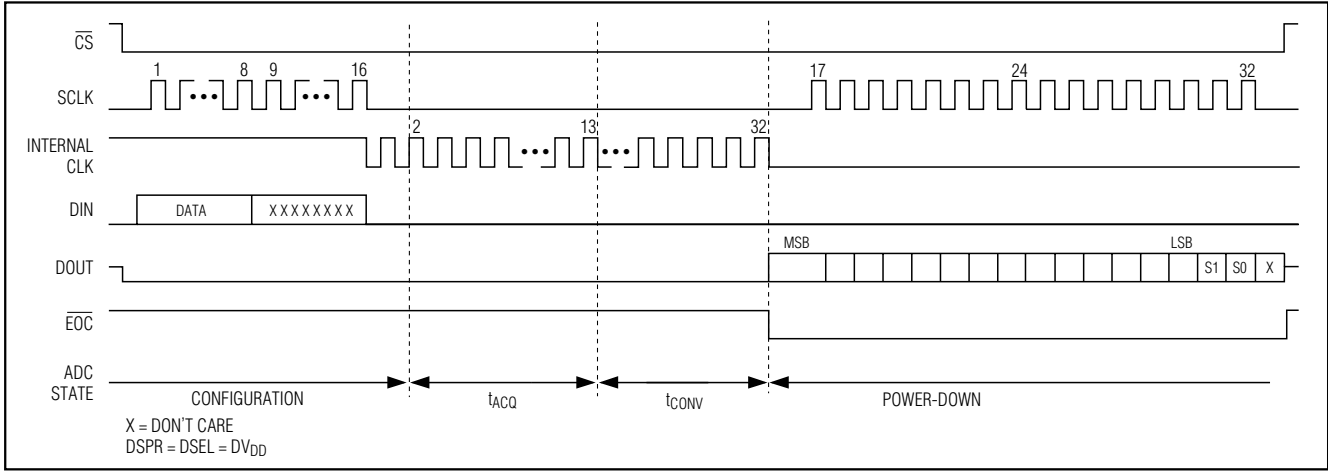 CS
SCLK
1 8 9 16 17 24 32
INTERNAL
CLK
2 13 32
DIN
DATA
XXXXXXXX
DOUT
MSB
LSB
S1 S0 X
EOC
ADC
STATE
CONFIGURATION
tACQ
tCONV
POWER-DOWN
X = DON'T CARE
DSPR = DSEL = DVDD